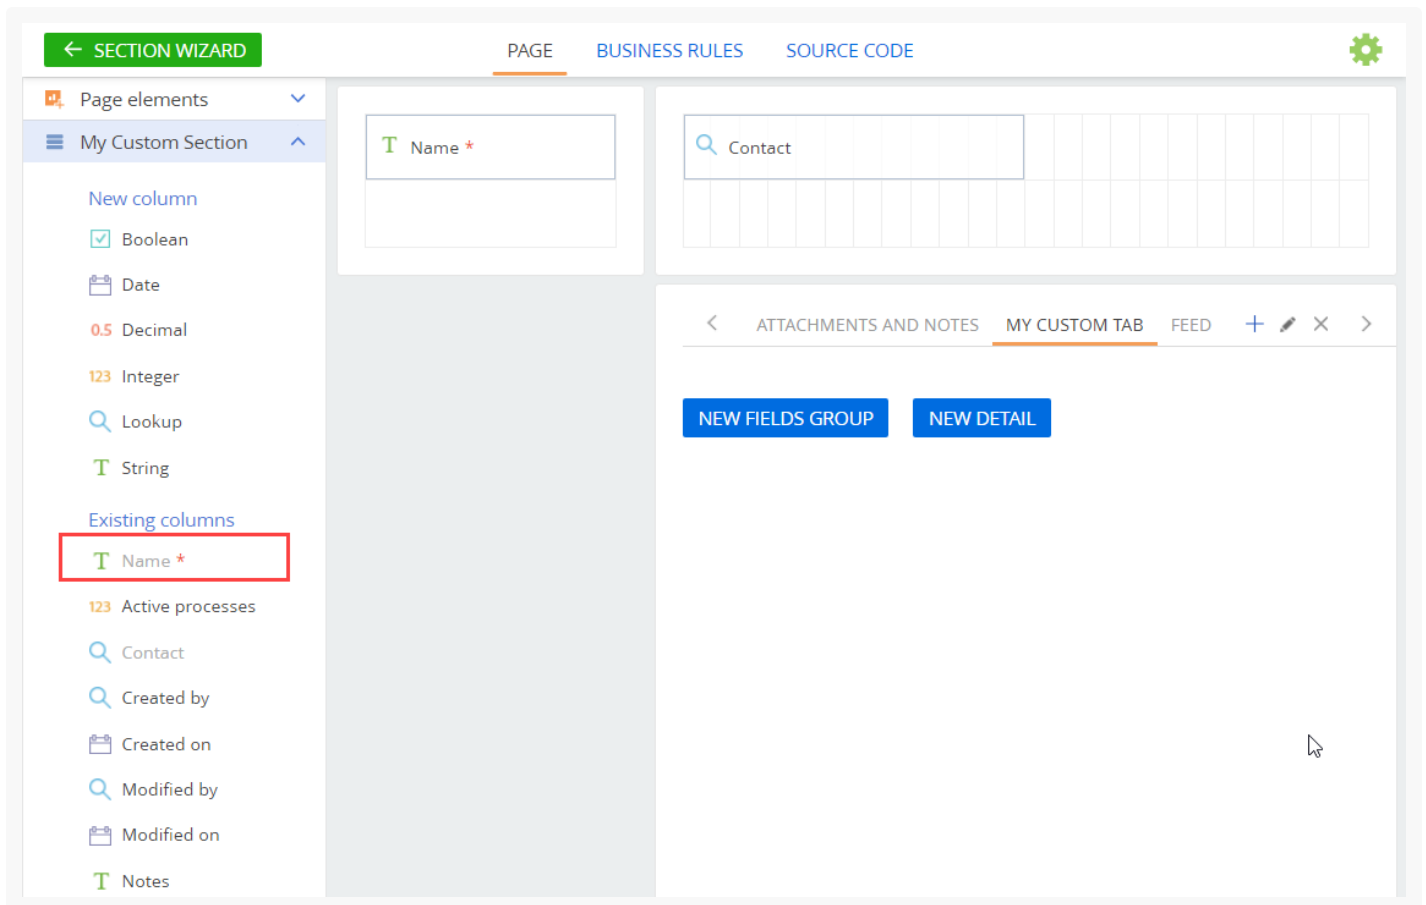 SECTION WIZARD
PAGE
BUSINESS RULES
SOURCE CODE
Page elements
My Custom Section
New column
Boolean
Date
0.5 Decimal
123 Integer
Lookup
T String
Existing columns
T Name *
123 Active processes
Contact
Created by
Created on
Modified by
Modified on
T Notes
T Name *
Contact
ATTACHMENTS AND NOTES
MY CUSTOM TAB
FEED
NEW FIELDS GROUP
NEW DETAIL